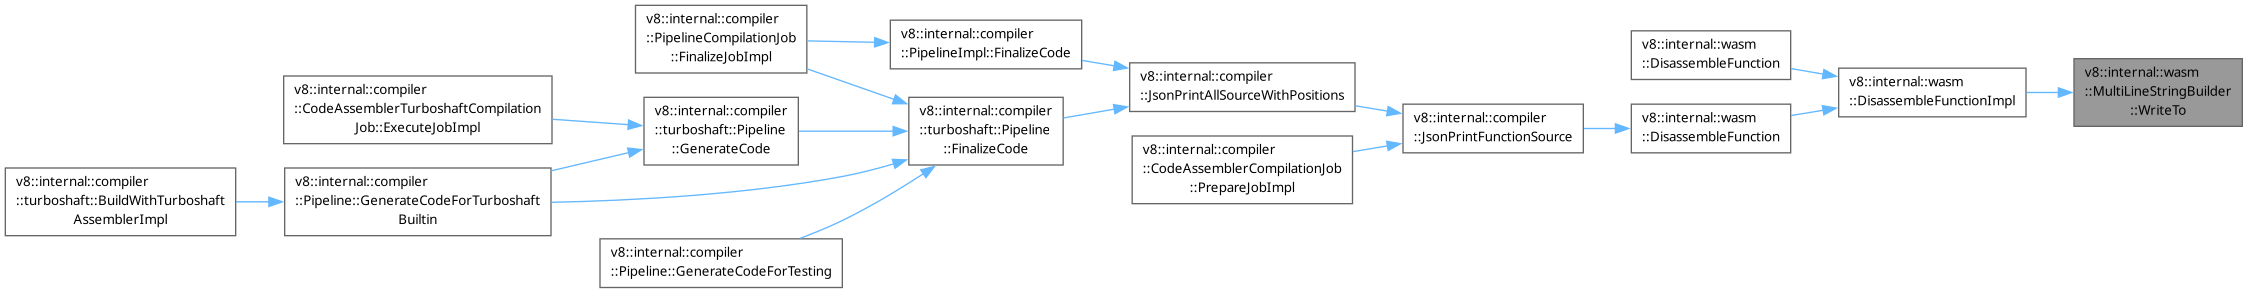 v8::internal::compiler
::turboshaft::BuildWithTurboshaft
AssemblerImpl
v8::internal::compiler
::CodeAssemblerTurboshaftCompilation
Job::ExecuteJobImpl
v8::internal::compiler
::Pipeline::GenerateCodeForTurboshaft
Builtin
v8::internal::compiler
::PipelineCompilationJob
::FinalizeJobImpl
v8::internal::compiler
::turboshaft::Pipeline
::GenerateCode
v8::internal::compiler
::Pipeline::GenerateCodeForTesting
v8::internal::compiler
::PipelineImpl::FinalizeCode
v8::internal::compiler
::turboshaft::Pipeline
::FinalizeCode
v8::internal::compiler
::JsonPrintAllSourceWithPositions
v8::internal::compiler
::CodeAssemblerCompilationJob
::PrepareJobImpl
v8::internal::compiler
::JsonPrintFunctionSource
v8::internal::wasm
::DisassembleFunction
v8::internal::wasm
::DisassembleFunction
v8::internal::wasm
::DisassembleFunctionImpl
v8::internal::wasm
::MultiLineStringBuilder
::WriteTo